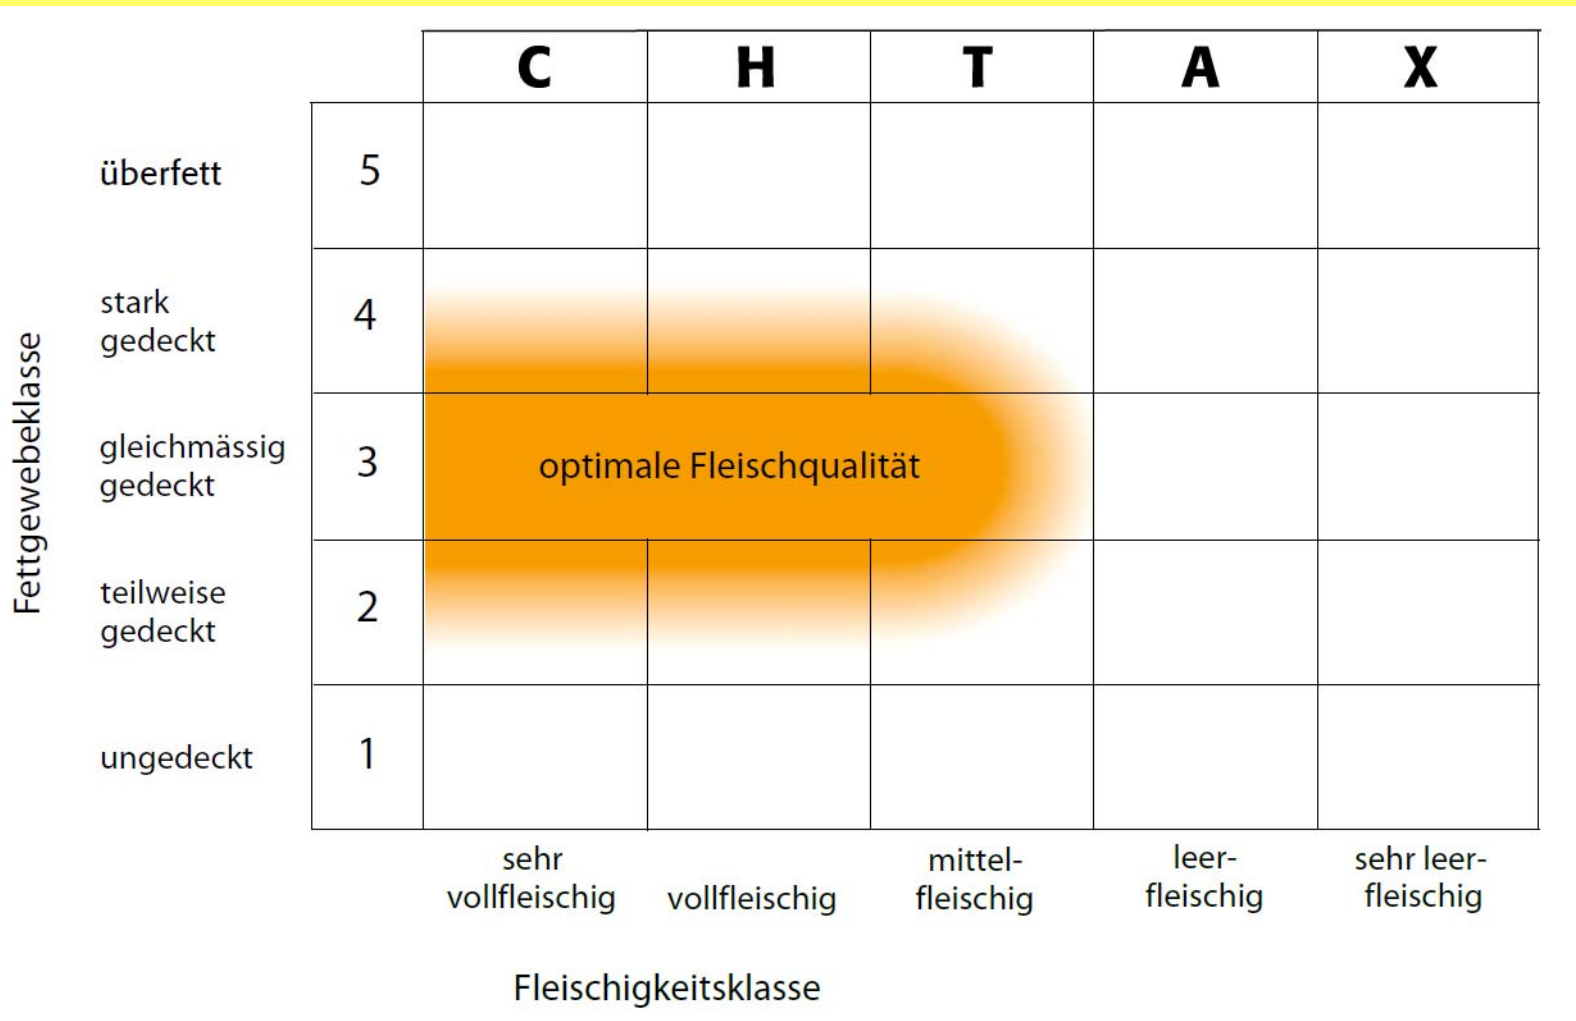 C H T A X
überfett 5
stark
gedeckt 4
gleichmässig
gedeckt 3
optimale Fleischqualität
teilweise
gedeckt 2
ungedeckt 1
Fettgewebeklasse
sehr
vollfleischig
vollfleischig
mittel-
fleischig
leer-
fleischig
sehr leer-
fleischig
Fleischigkeitsklasse